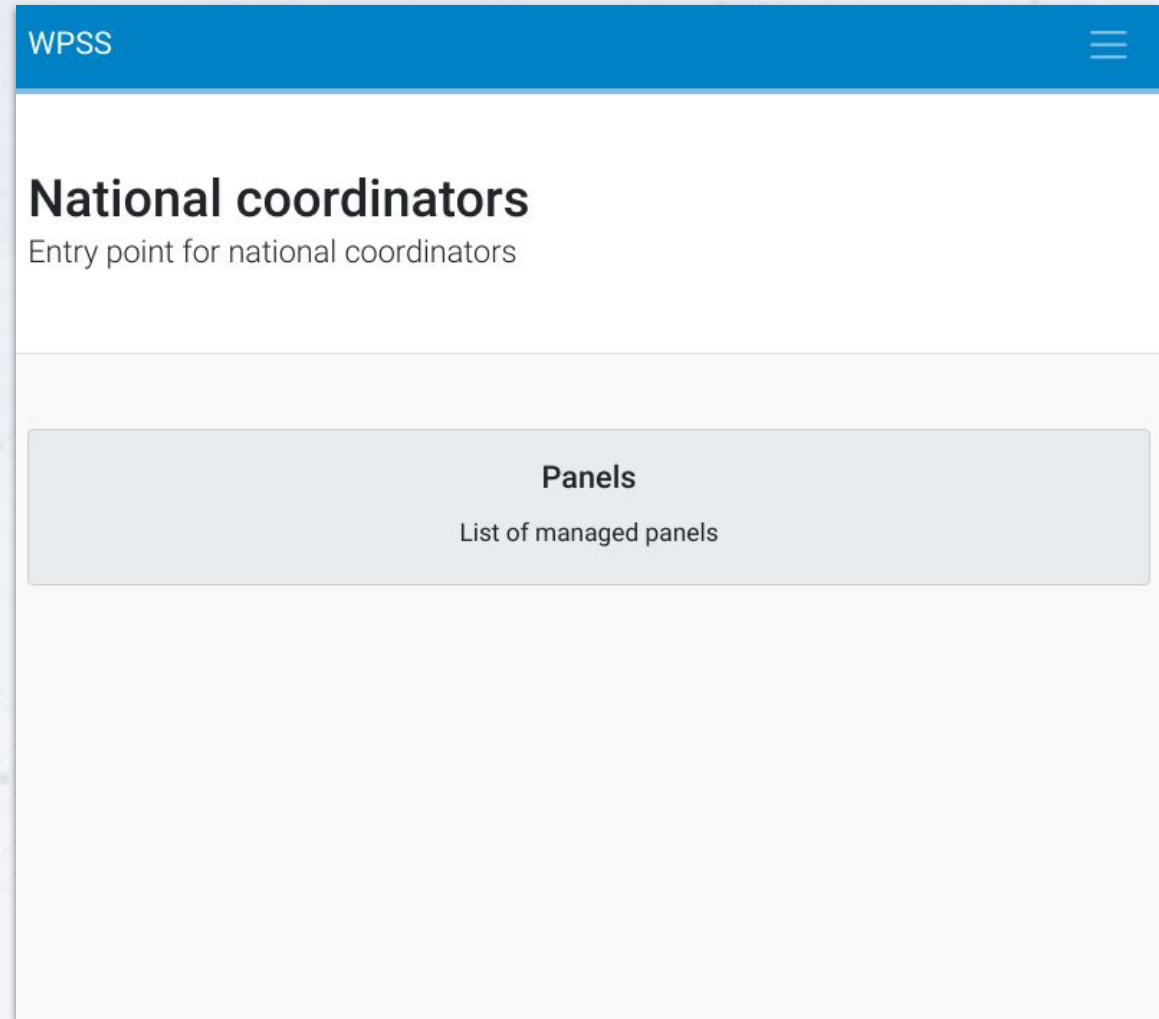 WPSS
National coordinators
Entry point for national coordinators
Panels
List of managed panels